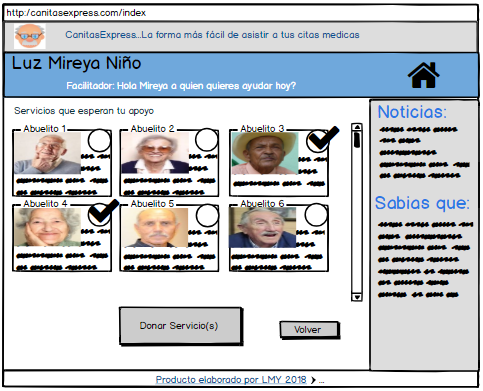 http://canitasexpress.com/index
CanitasExpress...La forma más fácil de asistir a tus citas medicas
Luz Mireya Niño
Facilitador: Hola Mireya a quien quieres ayudar hoy?
Servicios que esperan tu apoyo
Abuelito 1
Abuelito 2
Abuelito 3
Abuelito 4
Abuelito 5
Abuelito 6
Noticias:
Sabias que:
Donar Servicio(s)
Volver
Producto elaborado por LMY 2018 > ...